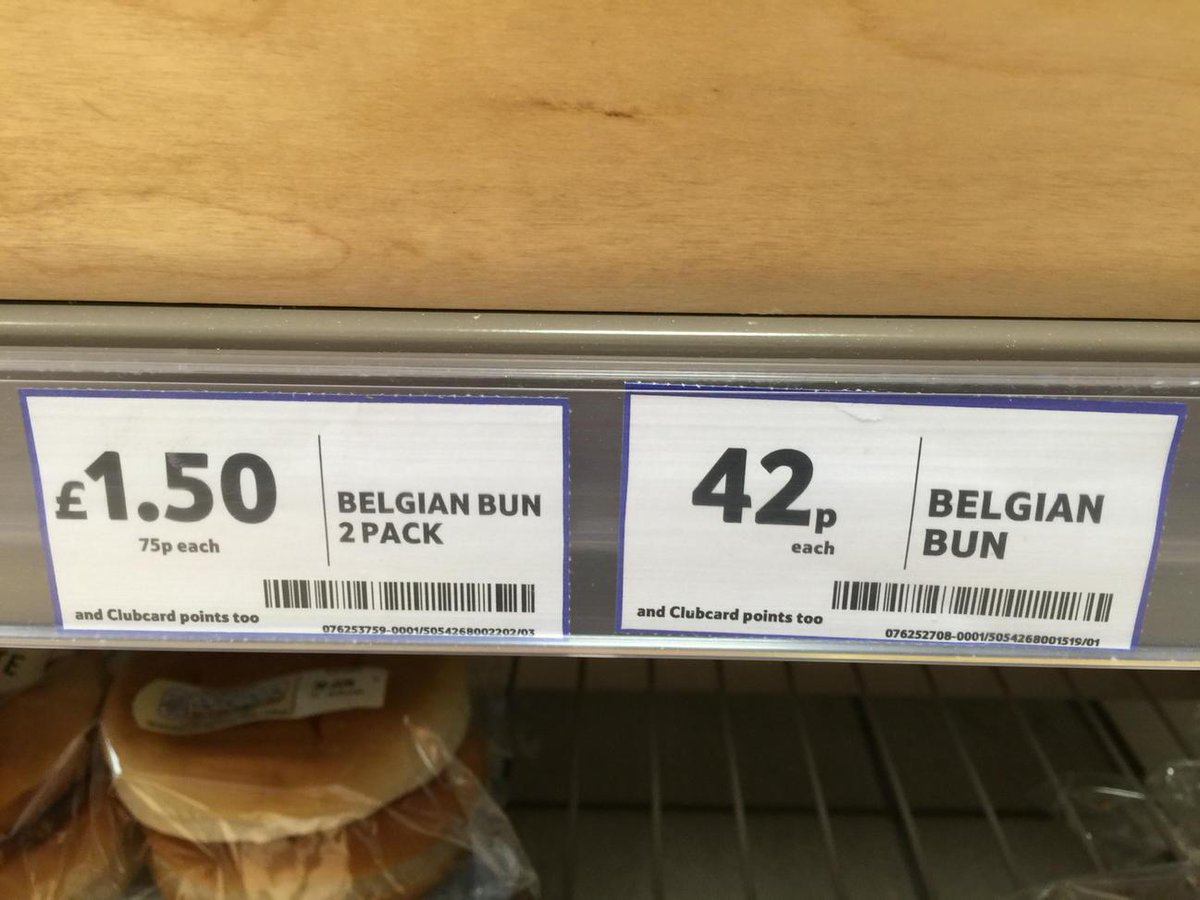 £1.50
75p each
BELGIAN BUN
2 PACK
and Clubcard points too
076253759-0001/5054268002202/03
42p
each
BELGIAN
BUN
and Clubcard points too
076252708-0001/5054268001519/01